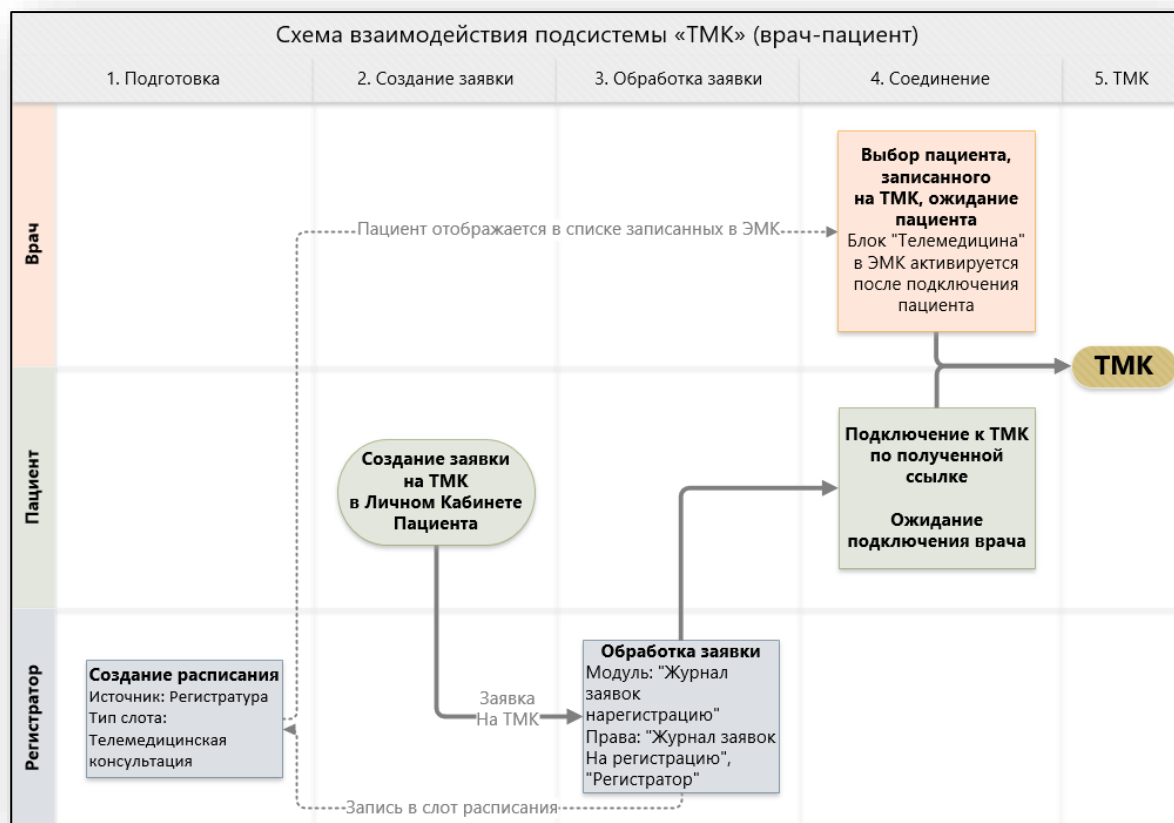 Схема взаимодействия подсистемы «ТМК» (врач-пациент)
1. Подготовка
2. Создание заявки
3. Обработка заявки
4. Соединение
5. ТМК
Врач
Выбор пациента,
записанного
на ТМК, ожидание
пациента
Блок "Телемедицина"
в ЭМК активируется
после подключения
пациента
Пациент отображается в списке записанных в ЭМК
ТМК
Пациент
Создание заявки
на ТМК
в Личном Кабинете
Пациента
Подключение к ТМК
по полученной
ссылке
Ожидание
подключения врача
Регистратор
Создание расписания
Источник: Регистратура
Тип слота:
Телемедицинская
консультация
Заявка
На ТМК
Обработка заявки
Модуль: "Журнал
заявок
нарегистрацию"
Права: "Журнал заявок
На регистрацию",
"Регистратор"
Запись в слот расписания